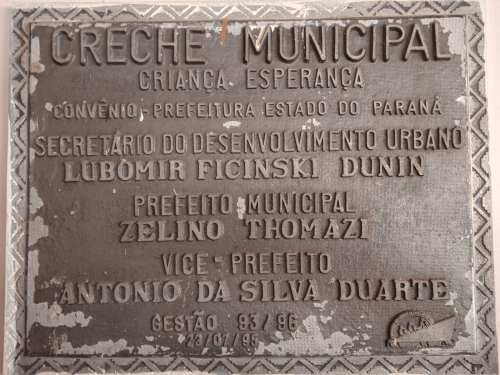 CRECHE MUNICIPAL
CRIANÇA ESPERANÇA
CONVÊNIO PREFEITURA ESTADO DO PARANÁ
SECRETÁRIO DO DESENVOLVIMENTO URBANO
LUBOMIR FICINSKI DUNIN
PREFEITO MUNICIPAL
ZELINO THOMAZI
VICE-PREFEITO
ANTONIO DA SILVA DUARTE
GESTÃO 93/96